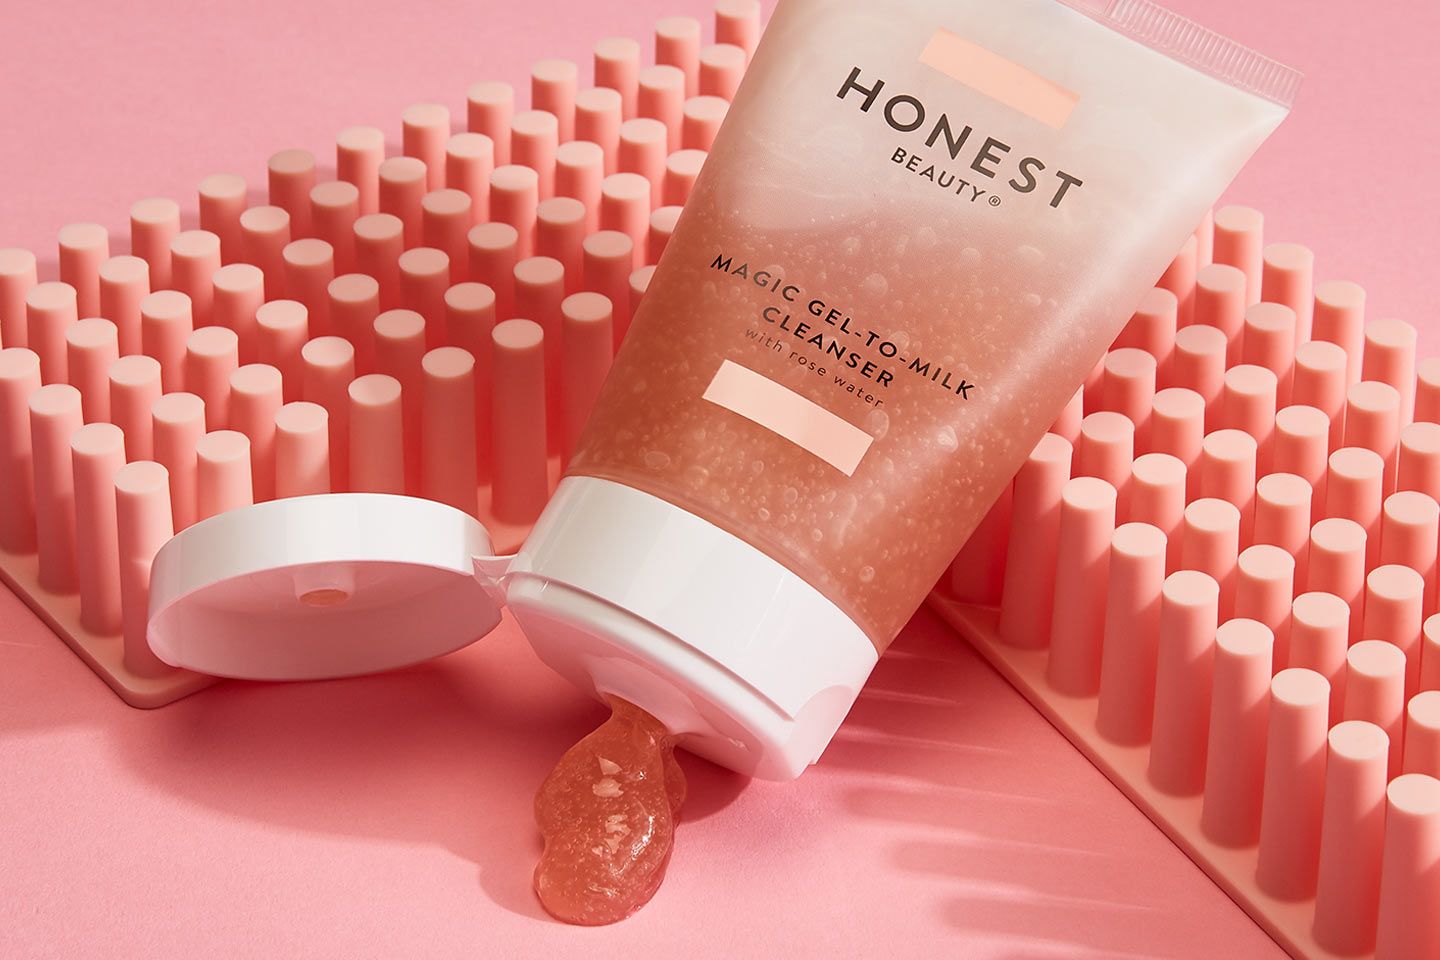 HONEST
BEAUTY®
MAGIC GEL-TO-MILK
CLEANSER
with rose water